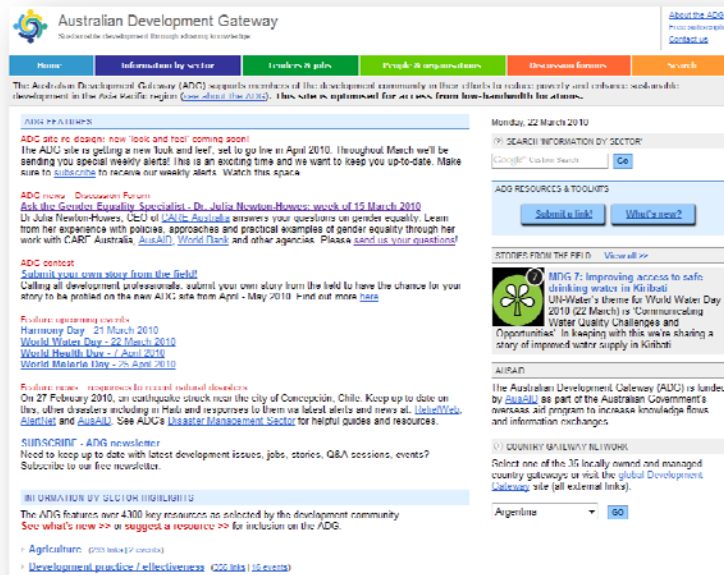 Australian Development Gateway
Sustainable development through sharing knowledge
About the ADG
Free subscripti
Contact us
Home
Information by sector
Tenders & jobs
People & organisations
Discussion forums
Search
The Australian Development Gateway (ADG) supports members of the development community in their efforts to reduce poverty and enhance sustainable
development in the Asia Pacific region (see about the ADG). This site is optimised for access from low-bandwidth locations.
ADG FEATURES
ADG site re-design: new 'look and feel' coming soon!
The ADG site is getting a new 'look and feel', set to go live in April 2010. Throughout March we'll be
sending you special weekly alerts! This is an exciting time and we want to keep you up-to-date. Make
sure to subscribe to receive our weekly alerts. Watch this space
ADG news - Discussion Forum
Ask the Gender Equality Specialist - Dr. Julia Newton-Howes: week of 15 March 2010
Dr Julia Newton-Howes, CEO of CARE Australia answers your questions on gender equality. Learn
from her experience with policies, approaches and practical examples of gender equality through her
work with CARE Australia, AusAID, World Bank and other agencies. Please send us your questions!
ADG contest
Submit your own story from the field!
Calling all development professionals, submit your own story from the field to have the chance for your
story to be profiled on the new ADG site from April - May 2010. Find out more here
Feature upcoming events
Harmony Day - 21 March 2010
World Water Day - 22 March 2010
World Health Day - 7 April 2010
World Malaria Day - 25 April 2010
Feature news - responses to recent natural disasters
On 27 February 2010, an earthquake struck near the city of Concepción, Chile. Keep up to date on
this, other disasters including in Haiti and responses to them via latest alerts and news at: ReliefWeb,
AlertNet and AusAID. See ADG's Disaster Management Sector for helpful guides and resources.
SUBSCRIBE - ADG newsletter
Need to keep up to date with latest development issues, jobs, stories, Q&A sessions, events?
Subscribe to our free newsletter.
INFORMATION BY SECTOR HIGHLIGHTS
The ADG features over 4300 key resources as selected by the development community
See what's new >> or suggest a resource >> for inclusion on the ADG.
Agriculture (293 links | 2 events)
Development practice / effectiveness (256 links | 16 events)
Monday, 22 March 2010
SEARCH 'INFORMATION BY SECTOR'
Google Custom Search
Go
ADG RESOURCES & TOOLKITS
Submit a link!
What's new?
STORIES FROM THE FIELD View all >>
7
MDG 7: Improving access to safe
drinking water in Kiribati
UN-Water's theme for World Water Day
2010 (22 March) is 'Communicating
Water Quality Challenges and
Opportunities'. In keeping with this we're sharing a
story of improved water supply in Kiribati
AUSAID
The Australian Development Gateway (ADG) is funded
by AusAID as part of the Australian Government's
overseas aid program to increase knowledge flows
and information exchanges
COUNTRY GATEWAY NETWORK
Select one of the 35 locally owned and managed
country gateways or visit the global Development
Gateway site (all external links).
Argentina
GO